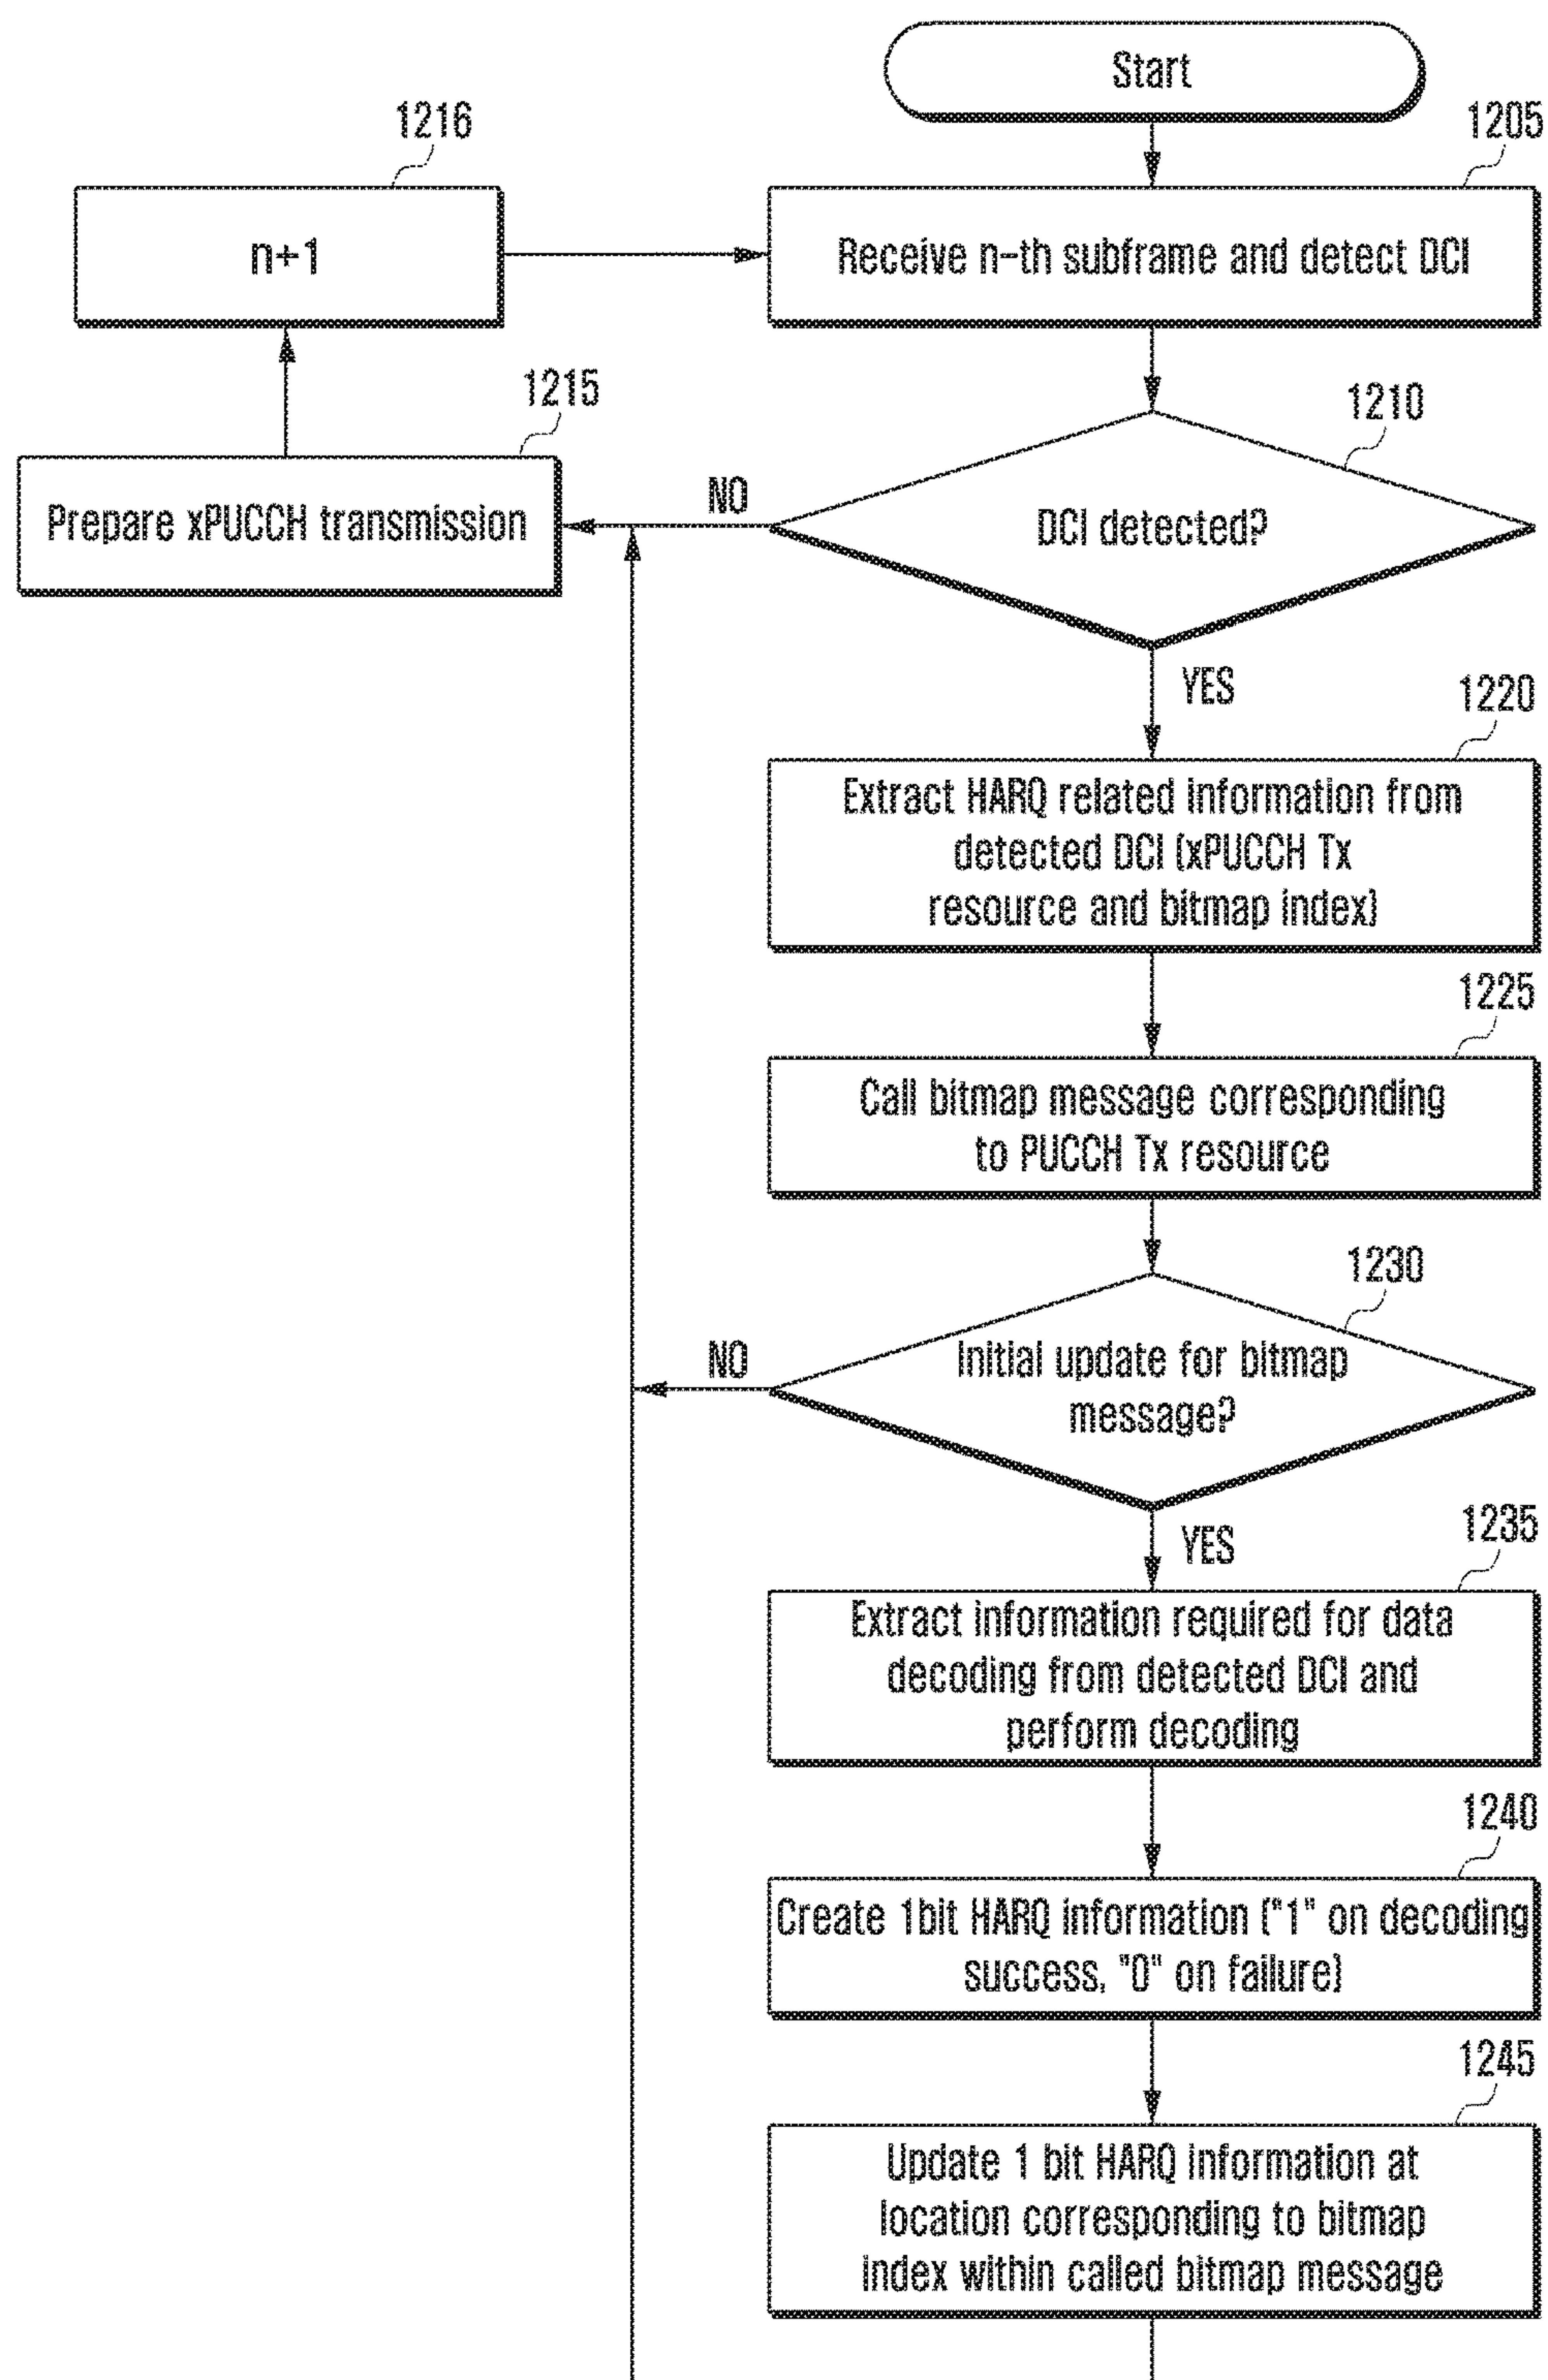 Start
1216
1205
n+1
Receive n-th subframe and detect DCI
1215
1210
Prepare xPUCCH transmission
NO
DCI detected?
YES
1220
Extract HARQ related information from
detected DCI (xPUCCH Tx
resource and bitmap index)
1225
Call bitmap message corresponding
to PUCCH Tx resource
1230
NO
Initial update for bitmap
message?
YES
1235
Extract information required for data
decoding from detected DCI and
perform decoding
1240
Create 1bit HARQ information ("1" on decoding
success, "0" on failure)
1245
Update 1 bit HARQ information at
location corresponding to bitmap
index within called bitmap message